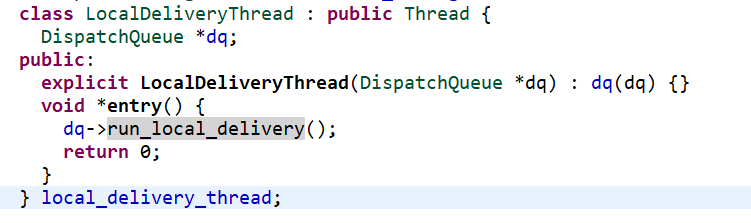 class LocalDeliveryThread : public Thread {
  DispatchQueue *dq;
public:
  explicit LocalDeliveryThread(DispatchQueue *dq) : dq(dq) {}
  void *entry() {
    dq->run_local_delivery();
    return 0;
  }
} local_delivery_thread;